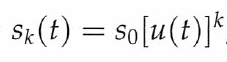 s_k(t) = s_0[u(t)]^k